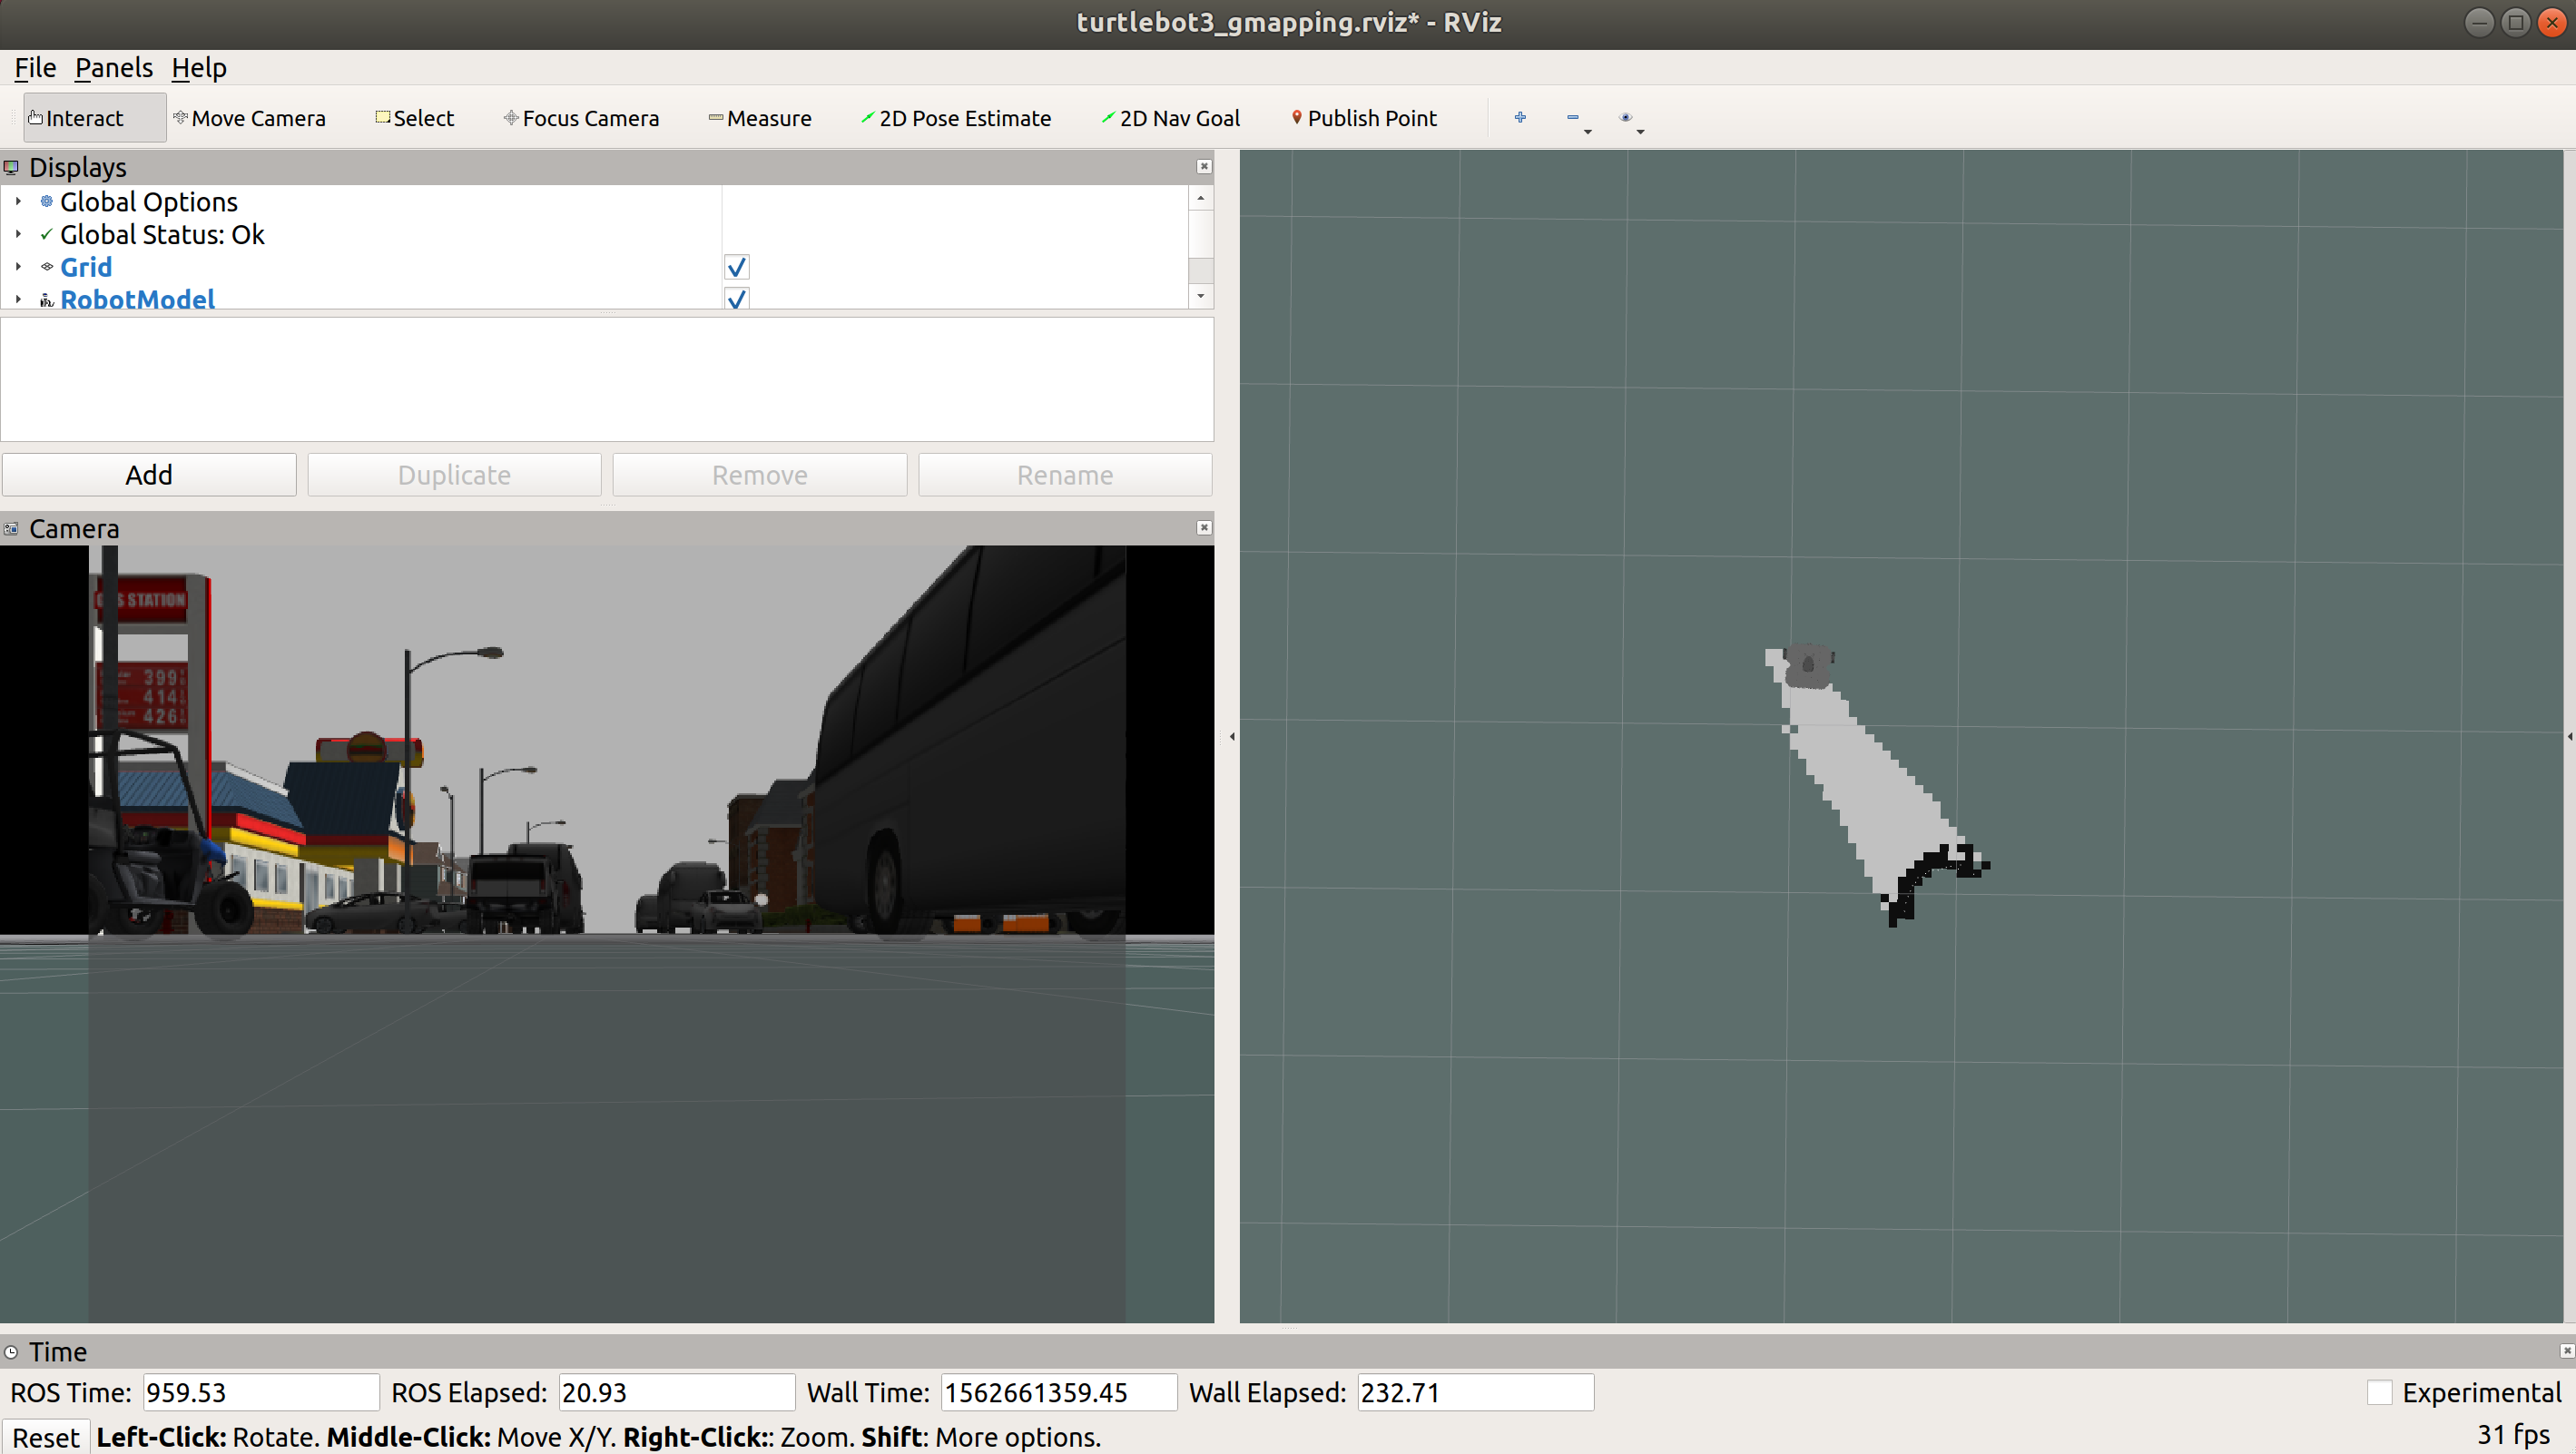 turtlebot3_gmapping.rviz* - RViz
File Panels Help
Interact Move Camera Select Focus Camera Measure 2D Pose Estimate 2D Nav Goal Publish Point
Displays
Global Options
Global Status: Ok
Grid
RobotModel
Add Duplicate Remove Rename
Camera
STATION
399
414
426
Time
ROS Time: 959.53 ROS Elapsed: 20.93 Wall Time: 1562661359.45 Wall Elapsed: 232.71 Experimental
Reset Left-Click: Rotate. Middle-Click: Move X/Y. Right-Click:: Zoom. Shift: More options. 31 fps